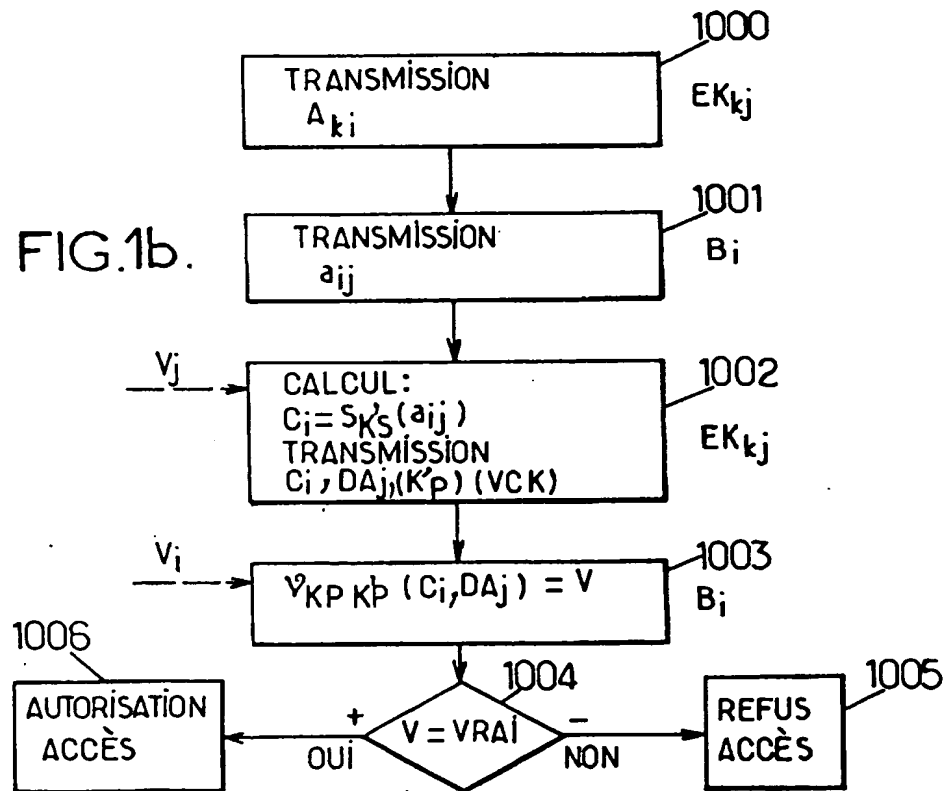 1000
TRANSMISSION
A_ki
EK_kj
1001
TRANSMISSION
a_ij
B_i
FIG.1b.
V_j
1002
CALCUL:
C_i = S_K'S (a_ij)
TRANSMISSION
C_i, DA_j, (K'p) (VCK)
EK_kj
V_i
1003
𝒱_KP K'P (C_i, DA_j) = V
B_i
1006
1004
1005
AUTORISATION
ACCÈS
+
OUI
V = VRAI
−
NON
REFUS
ACCÈS